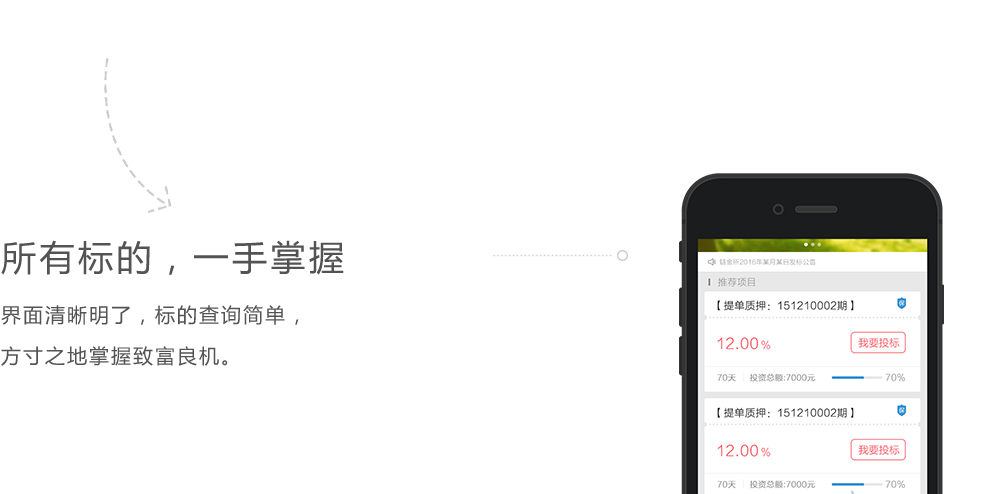 所有标的，一手掌握
界面清晰明了，标的查询简单，
方寸之地掌握致富良机。
钱金所2016年某月某日发标公告
推荐项目
【提单质押：151210002期】
保
12.00%
我要投标
70天
投资总额:7000元
70%
【提单质押：151210002期】
保
12.00%
我要投标
70天
投资总额:7000元
70%